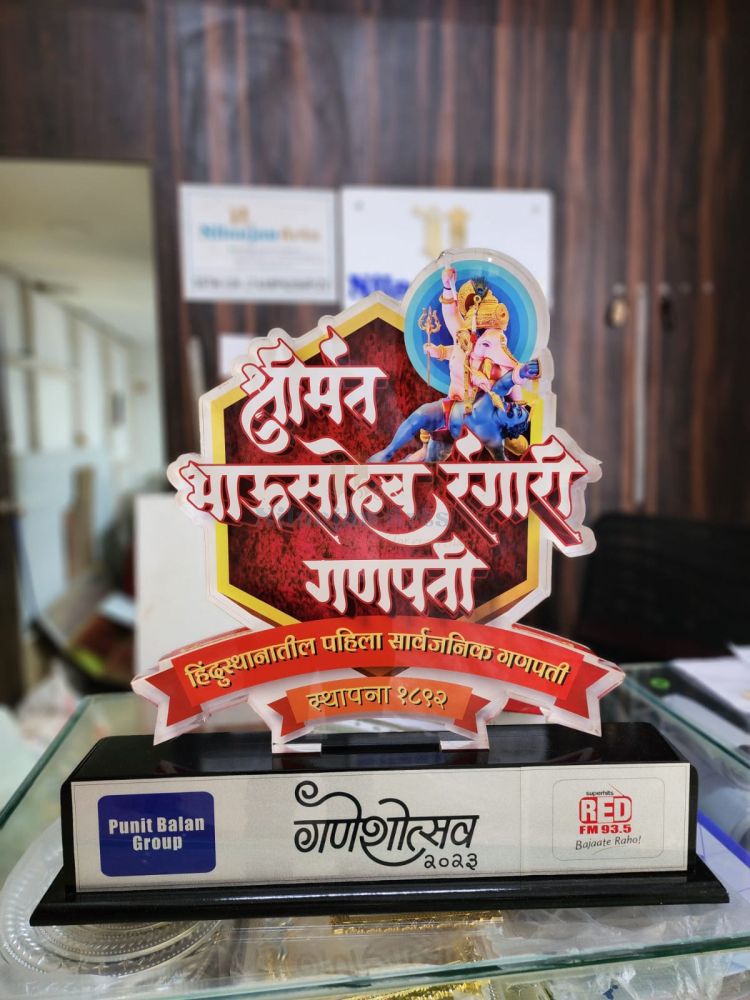 श्रीमंत
भाऊसाहेब रंगारी
गणपती
हिंदुस्थानातील पहिला सार्वजनिक गणपती
स्थापना १८९२
Punit Balan
Group
गणेशोत्सव
२०२३
superhits
RED
FM 93.5
Bajaate Raho!